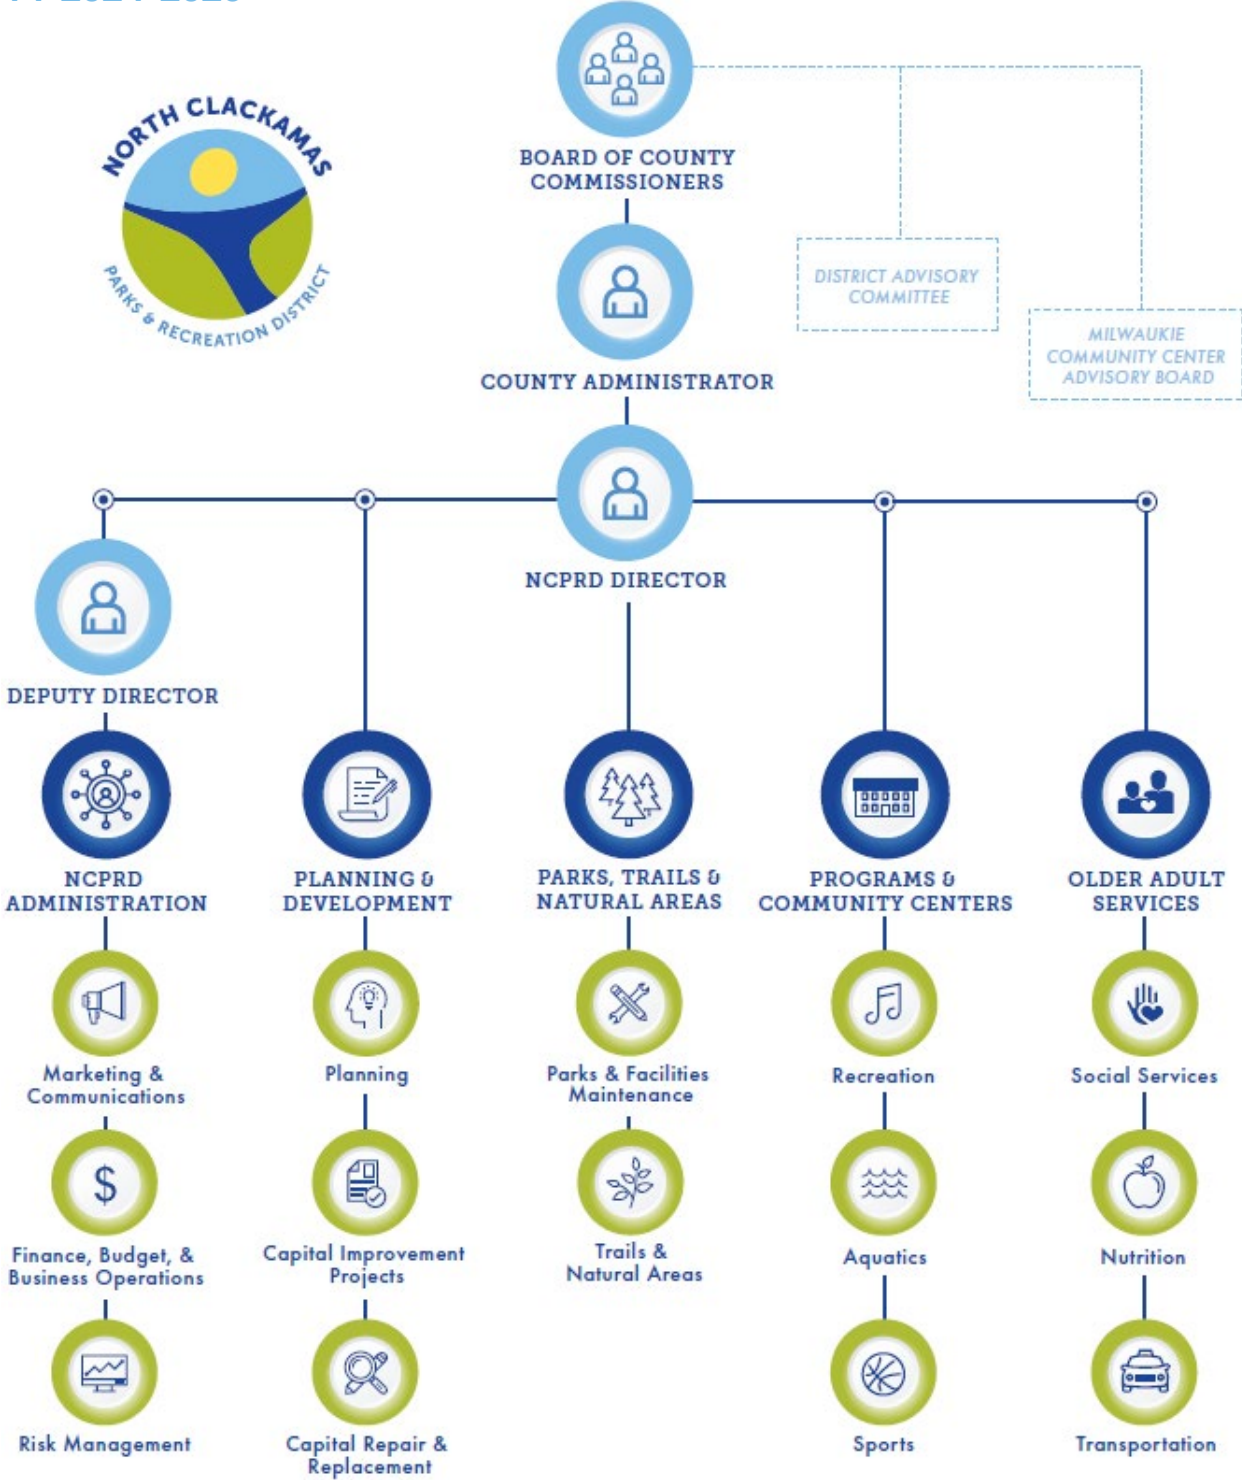 NORTH CLACKAMAS
PARKS & RECREATION DISTRICT
BOARD OF COUNTY
COMMISSIONERS
DISTRICT ADVISORY
COMMITTEE
MILWAUKIE
COMMUNITY CENTER
ADVISORY BOARD
COUNTY ADMINISTRATOR
NCPRD DIRECTOR
DEPUTY DIRECTOR
NCPRD
ADMINISTRATION
Marketing &
Communications
$
Finance, Budget, &
Business Operations
Risk Management
PLANNING &
DEVELOPMENT
Planning
Capital Improvement
Projects
Capital Repair &
Replacement
PARKS, TRAILS &
NATURAL AREAS
Parks & Facilities
Maintenance
Trails &
Natural Areas
PROGRAMS &
COMMUNITY CENTERS
Recreation
Aquatics
Sports
OLDER ADULT
SERVICES
Social Services
Nutrition
Transportation